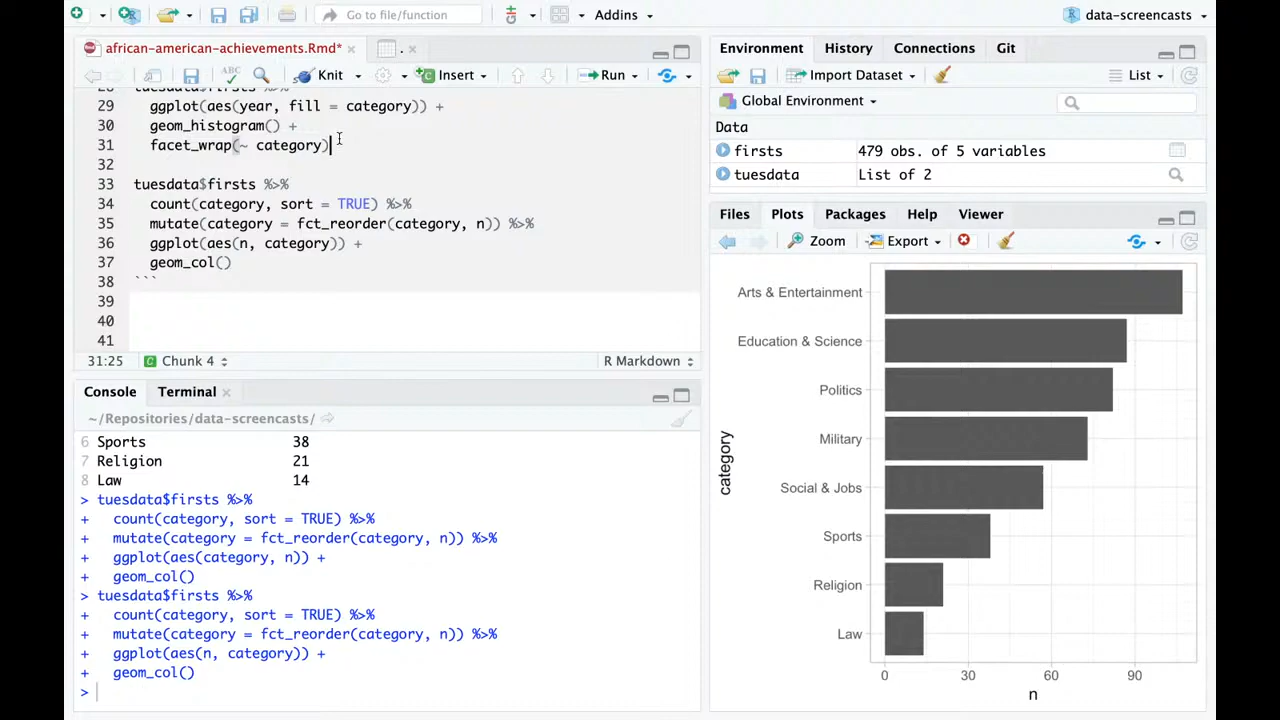 Go to file/function
Addins
data-screencasts
african-american-achievements.Rmd*
.
Knit
Insert
Run
29 ggplot(aes(year, fill = category)) +
30 geom_histogram() +
31 facet_wrap(~ category)
32
33 tuesdata$firsts %>%
34 count(category, sort = TRUE) %>%
35 mutate(category = fct_reorder(category, n)) %>%
36 ggplot(aes(n, category)) +
37 geom_col()
38 ```
39
40
41
31:25 Chunk 4 R Markdown
Console Terminal
~/Repositories/data-screencasts/
6 Sports 38
7 Religion 21
8 Law 14
> tuesdata$firsts %>%
+ count(category, sort = TRUE) %>%
+ mutate(category = fct_reorder(category, n)) %>%
+ ggplot(aes(category, n)) +
+ geom_col()
> tuesdata$firsts %>%
+ count(category, sort = TRUE) %>%
+ mutate(category = fct_reorder(category, n)) %>%
+ ggplot(aes(n, category)) +
+ geom_col()
>
Environment History Connections Git
Import Dataset List
Global Environment
Data
firsts 479 obs. of 5 variables
tuesdata List of 2
Files Plots Packages Help Viewer
Zoom Export
Arts & Entertainment
Education & Science
Politics
Military
Social & Jobs
Sports
Religion
Law
category
0 30 60 90
n